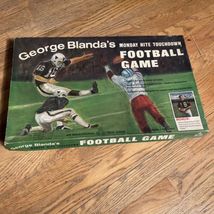 George Blanda's
MONDAY NITE TOUCHDOWN
FOOTBALL
GAME
George Blanda's FOOTBALL GAME